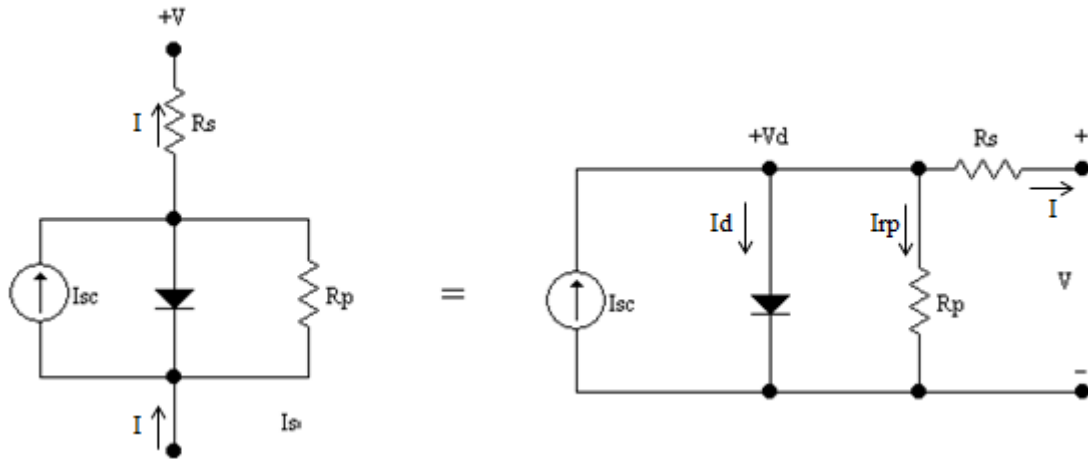 +V
I
Rs
Isc
Rp
I
=
+Vd
Rs
+
I
Id
Irp
Isc
Rp
V
-